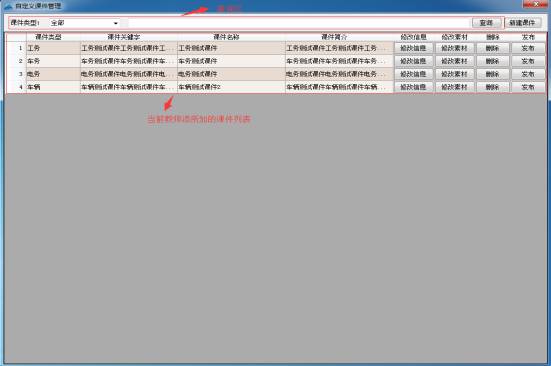 自定义课件管理
课件类型: 全部 查询 新建课件
课件类型 课件关键字 课件名称 课件简介 修改信息 修改素材 删除 发布
1 工务 工务测试课件工务测试课件工... 工务测试课件 工务测试课件工务测试课件工务... 修改信息 修改素材 删除 发布
2 车务 车务测试课件车务测试课件车... 车务测试课件 车务测试课件车务测试课件车务... 修改信息 修改素材 删除 发布
3 电务 电务测试课件电务测试课件电... 电务测试课件 电务测试课件电务测试课件电务... 修改信息 修改素材 删除 发布
4 车辆 车辆测试课件车辆测试课件车... 车辆测试课件2 车辆测试课件车辆测试课件车辆... 修改信息 修改素材 删除 发布
当前教师添所加的课件列表